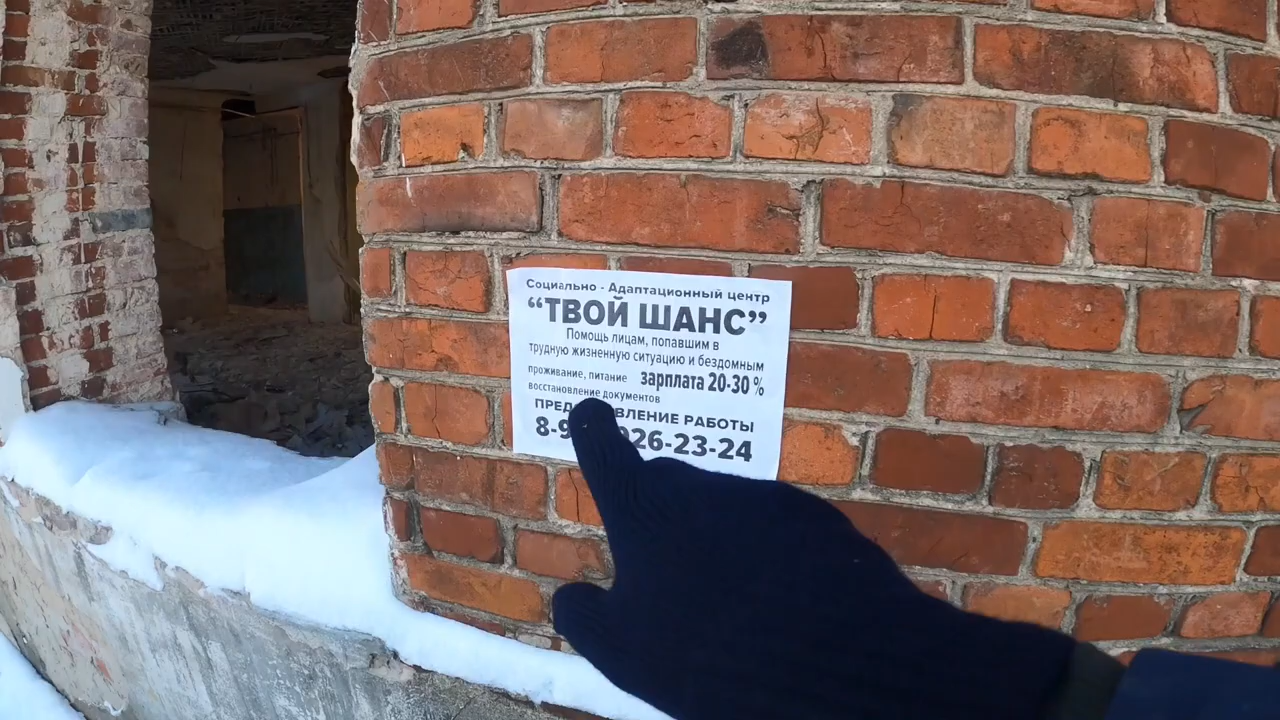 Социально - Адаптационный центр
“ТВОЙ ШАНС”
Помощь лицам, попавшим в
трудную жизненную ситуацию и бездомным
проживание, питание зарплата 20-30 %
восстановление документов
РАБОТЫ
26-23-24